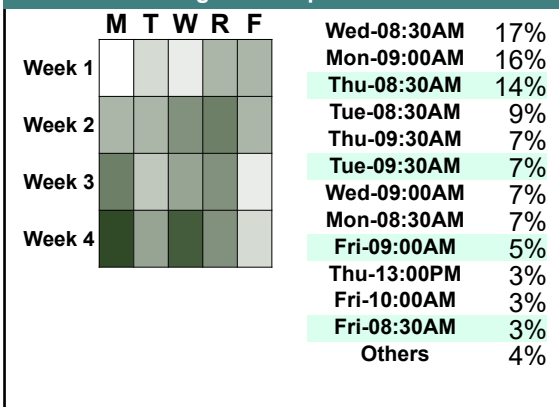 M T W R F
Week 1
Week 2
Week 3
Week 4
Wed-08:30AM 17%
Mon-09:00AM 16%
Thu-08:30AM 14%
Tue-08:30AM 9%
Thu-09:30AM 7%
Tue-09:30AM 7%
Wed-09:00AM 7%
Mon-08:30AM 7%
Fri-09:00AM 5%
Thu-13:00PM 3%
Fri-10:00AM 3%
Fri-08:30AM 3%
Others 4%